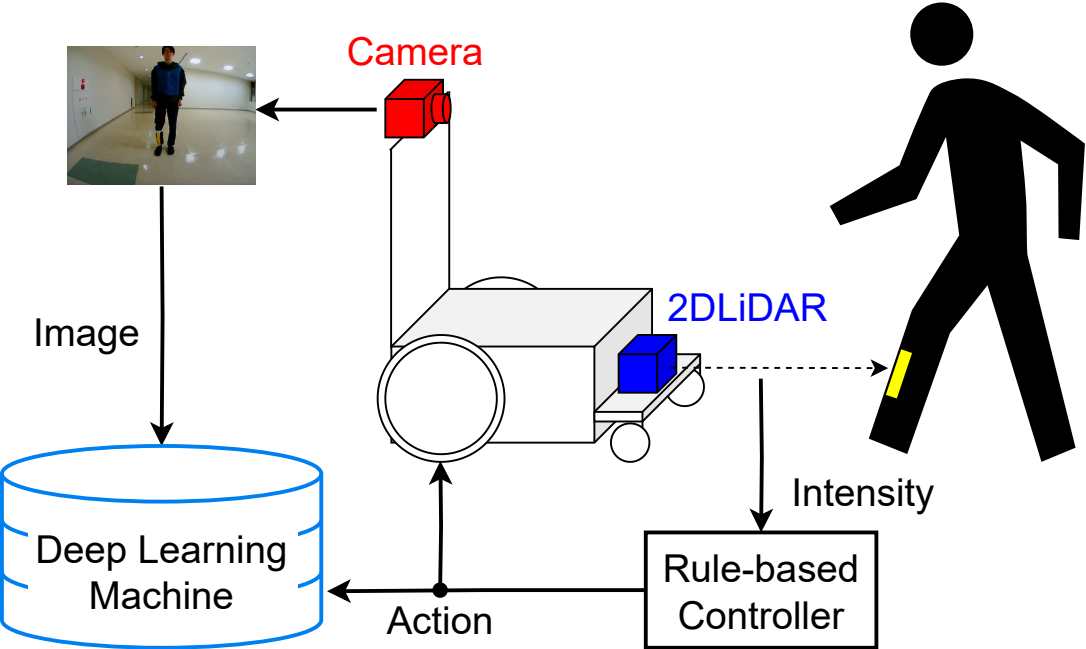 Camera
2DLiDAR
Image
Intensity
Deep Learning
Machine
Rule-based
Controller
Action